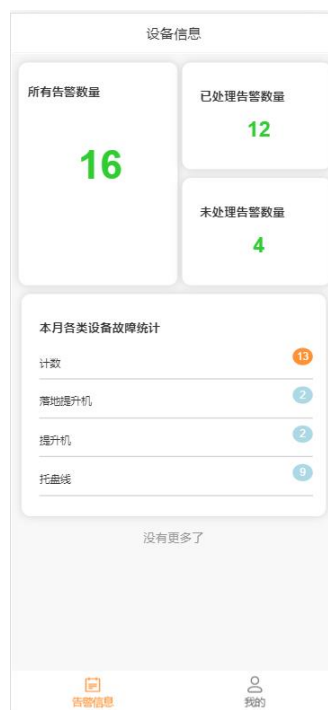 设备信息
所有告警数量
16
已处理告警数量
12
未处理告警数量
4
本月各类设备故障统计
计数
13
落地提升机
2
提升机
2
托盘线
9
没有更多了
告警信息
我的